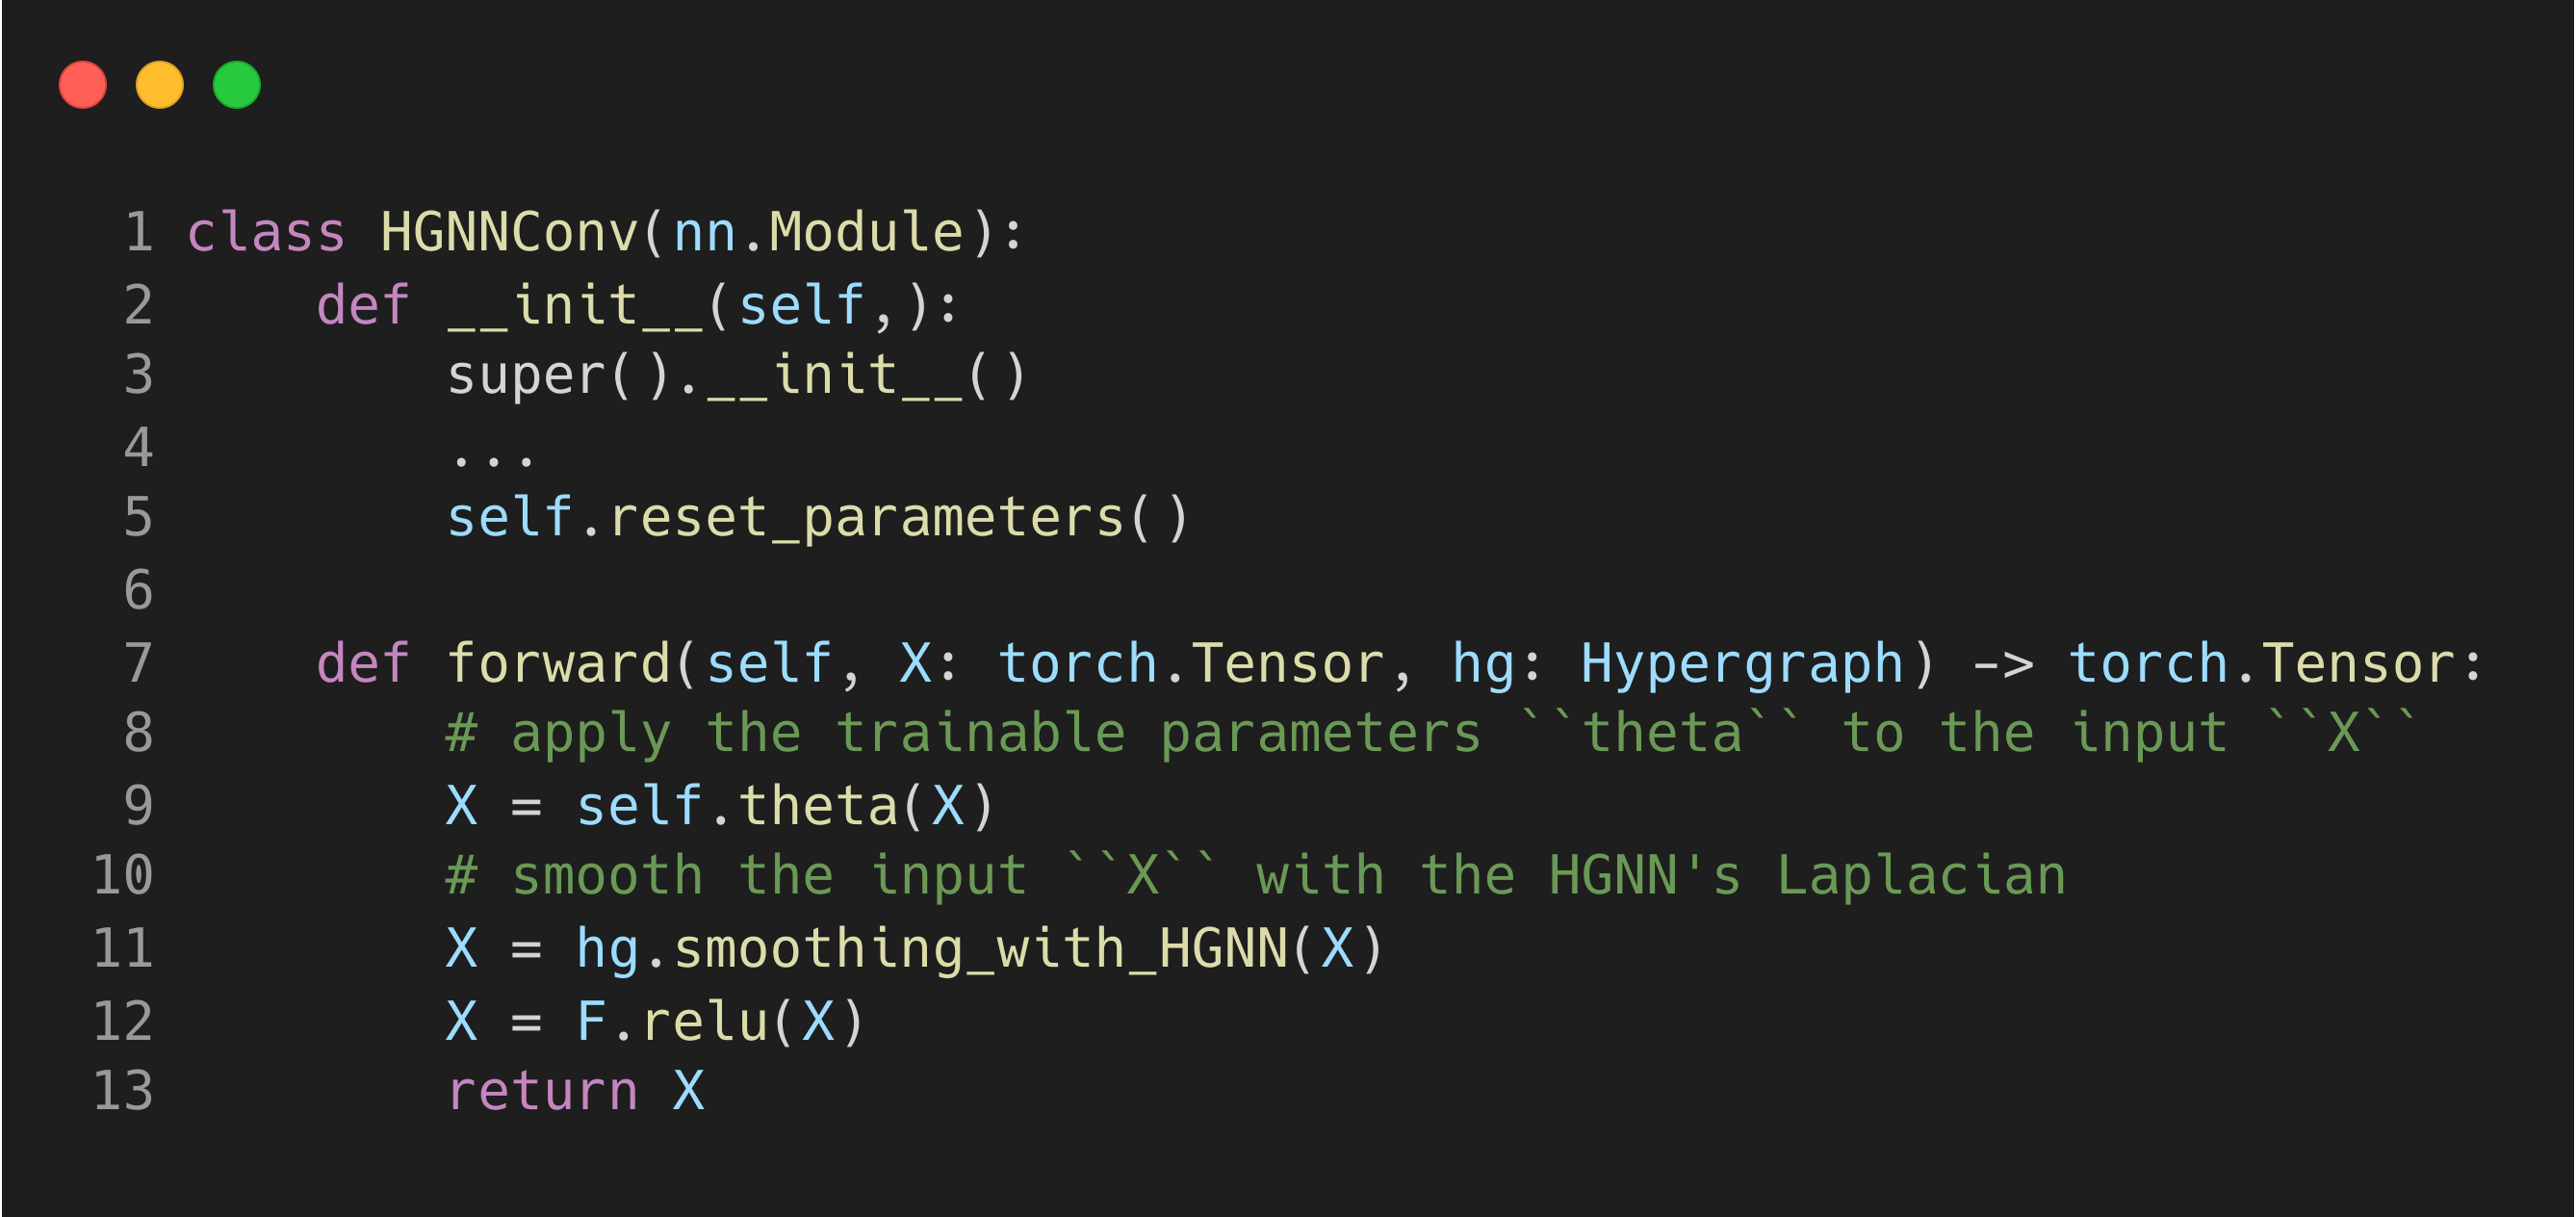 1 class HGNNConv(nn.Module):
2     def __init__(self,):
3         super().__init__()
4         ...
5         self.reset_parameters()
6
7     def forward(self, X: torch.Tensor, hg: Hypergraph) -> torch.Tensor:
8         # apply the trainable parameters ``theta`` to the input ``X``
9         X = self.theta(X)
10         # smooth the input ``X`` with the HGNN's Laplacian
11         X = hg.smoothing_with_HGNN(X)
12         X = F.relu(X)
13         return X